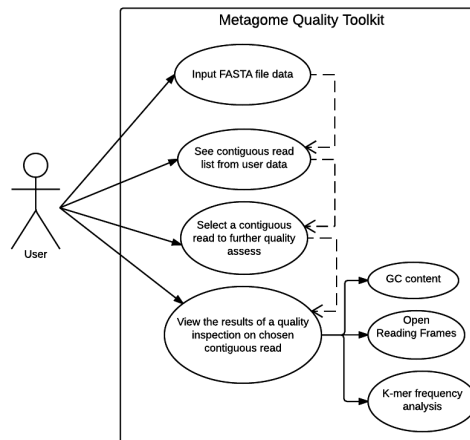 Metagome Quality Toolkit
Input FASTA file data
See contiguous read
list from user data
User
Select a contiguous
read to further quality
assess
View the results of a quality
inspection on chosen
contiguous read
GC content
Open
Reading Frames
K-mer frequency
analysis